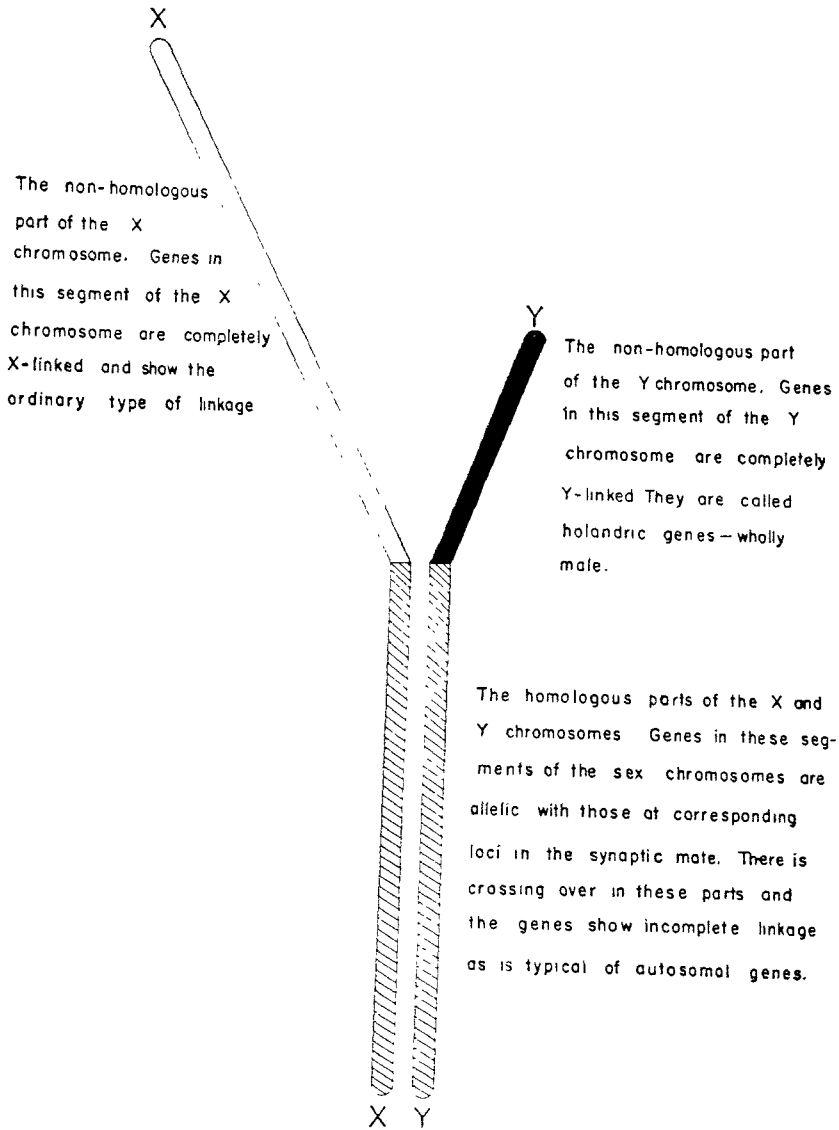 X
The non-homologous
part of the X
chromosome. Genes in
this segment of the X
chromosome are completely
X-linked and show the
ordinary type of linkage
Y
The non-homologous part
of the Y chromosome. Genes
in this segment of the Y
chromosome are completely
Y-linked They are called
holandric genes – wholly
male.
The homologous parts of the X and
Y chromosomes Genes in these seg-
ments of the sex chromosomes are
allelic with those at corresponding
loci in the synaptic mate. There is
crossing over in these parts and
the genes show incomplete linkage
as is typical of autosomal genes.
X Y